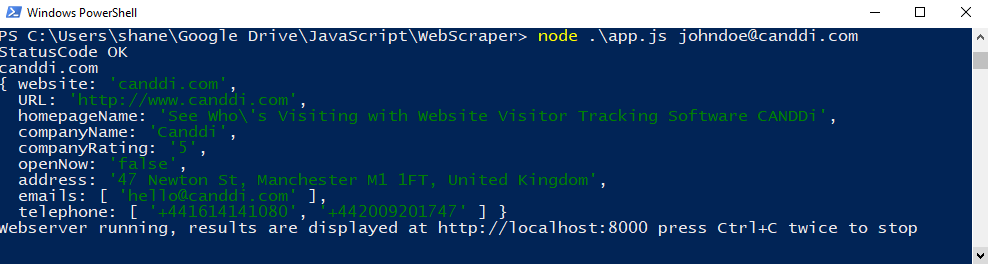 Windows PowerShell
PS C:\Users\shane\Google Drive\JavaScript\WebScraper> node .\app.js johndoe@canddi.com
StatusCode OK
canddi.com
{ website: 'canddi.com',
  URL: 'http://www.canddi.com',
  homepageName: 'See Who\'s Visiting with Website Visitor Tracking Software CANDDi',
  companyName: 'Canddi',
  companyRating: '5',
  openNow: 'false',
  address: '47 Newton St, Manchester M1 1FT, United Kingdom',
  emails: [ 'hello@canddi.com' ],
  telephone: [ '+441614141080', '+442009201747' ] }
Webserver running, results are displayed at http://localhost:8000 press Ctrl+C twice to stop